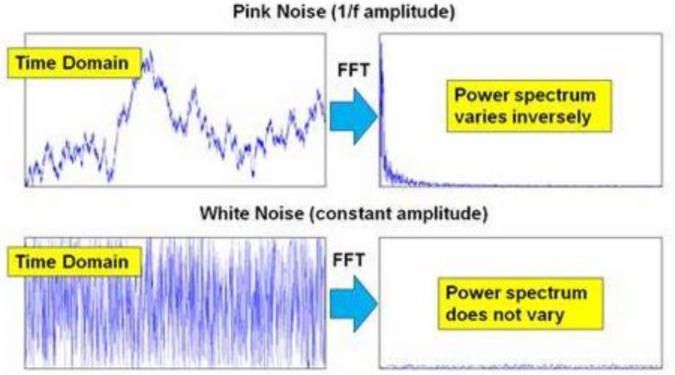 Pink Noise (1/f amplitude)
Time Domain
FFT
Power spectrum
varies inversely
White Noise (constant amplitude)
Time Domain
FFT
Power spectrum
does not vary